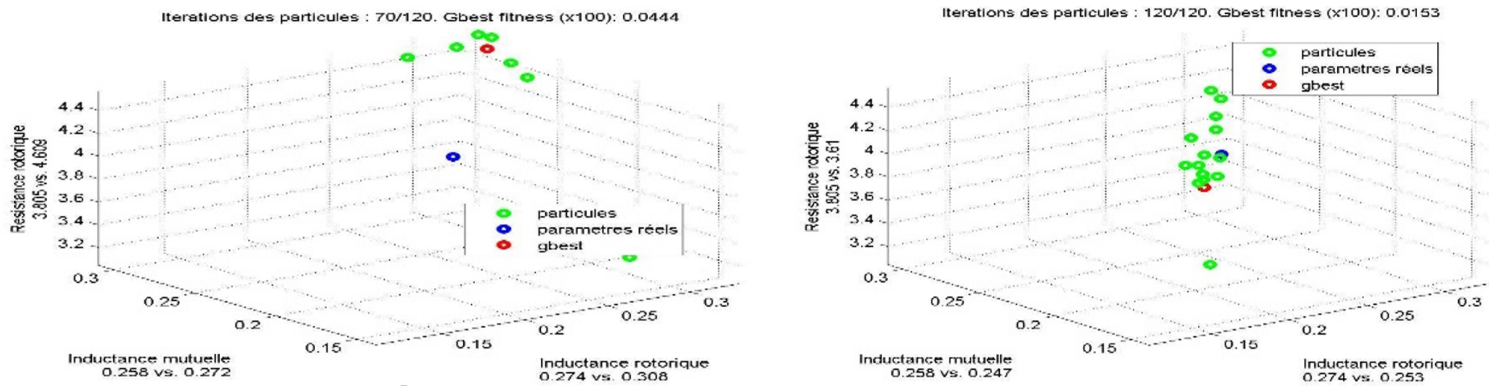 Iterations des particules : 70/120. Gbest fitness (x100): 0.0444
4.4
4.2
4
3.8
3.6
3.4
3.2
Resistance rotorique
3.805 vs. 4.609
particules
parametres réels
gbest
0.3
0.25
0.2
0.15
0.15
0.2
0.25
0.3
Inductance mutuelle
0.258 vs. 0.272
Inductance rotorique
0.274 vs. 0.308
Iterations des particules : 120/120. Gbest fitness (x100): 0.0153
particules
parametres réels
gbest
4.4
4.2
4
3.8
3.6
3.4
3.2
Resistance rotorique
3.805 vs. 3.61
0.3
0.25
0.2
0.15
0.15
0.2
0.25
0.3
Inductance mutuelle
0.258 vs. 0.247
Inductance rotorique
0.274 vs. 0.253